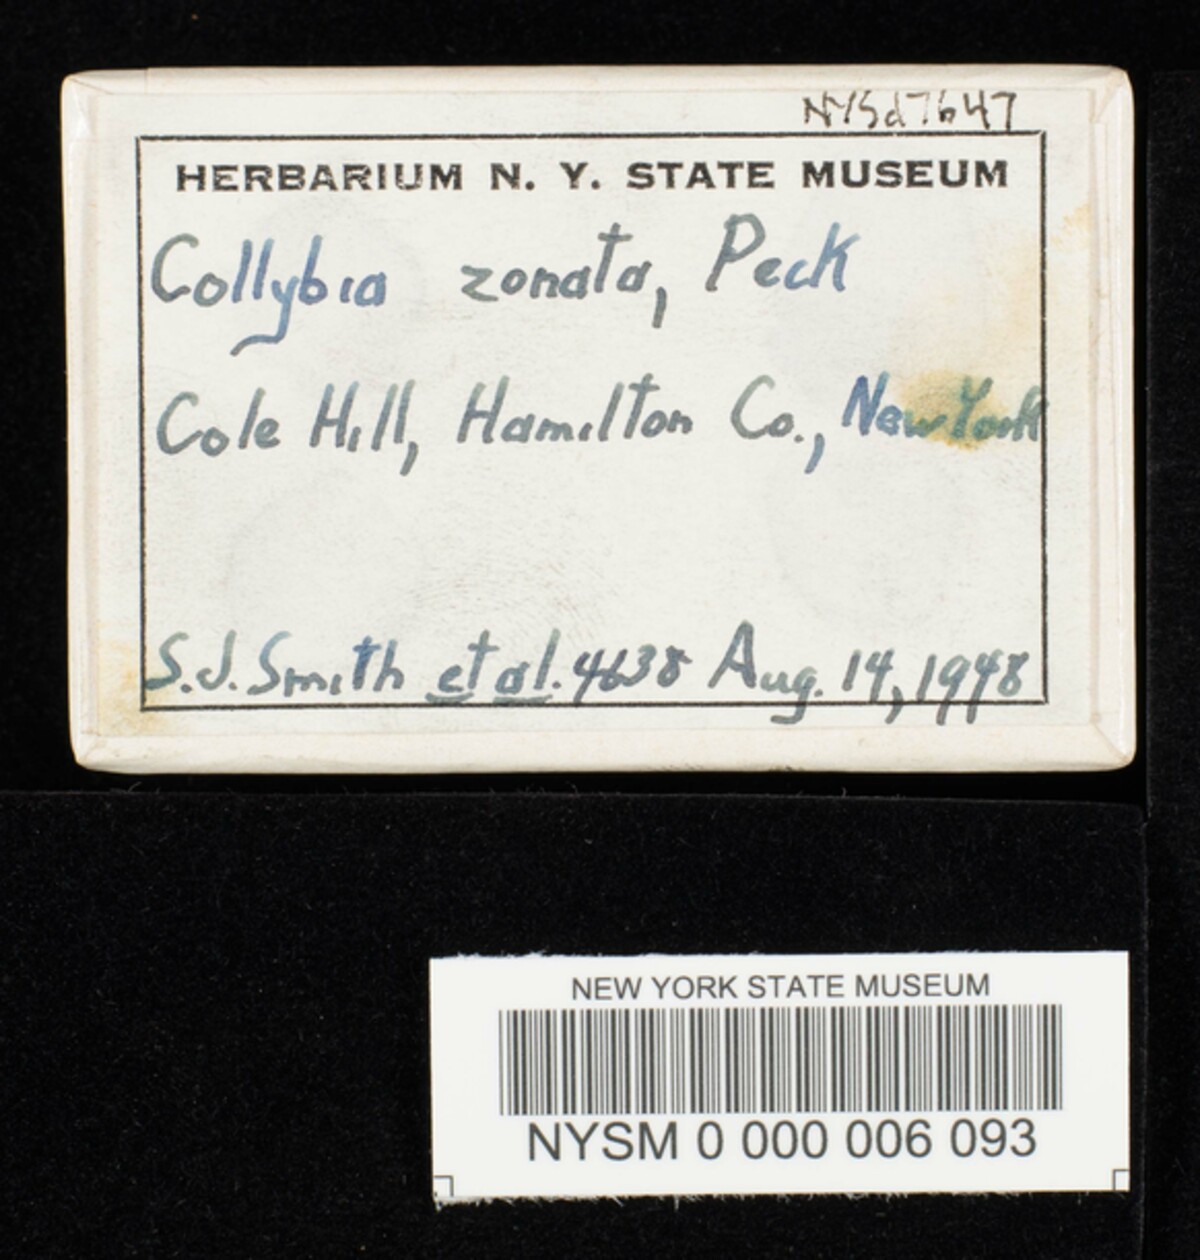 NYSd7647
HERBARIUM N. Y. STATE MUSEUM
Collybia zonata, Peck
Cole Hill, Hamilton Co., New York
S.J. Smith et al. 4638 Aug. 14, 1948
NEW YORK STATE MUSEUM
NYSM 0 000 006 093